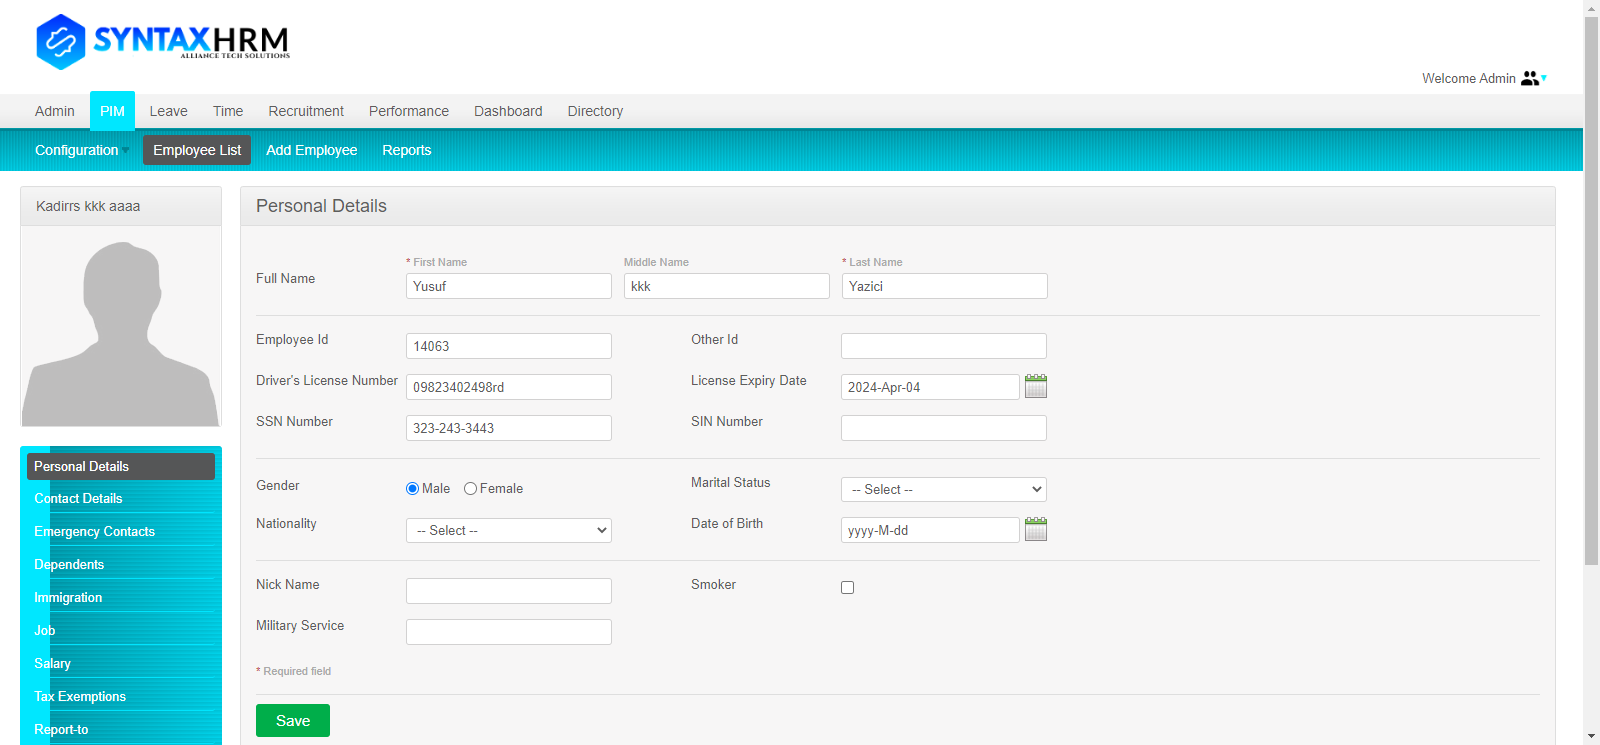 SYNTAXHRM
ALLIANCE TECH SOLUTIONS
Welcome Admin
Admin PIM Leave Time Recruitment Performance Dashboard Directory
Configuration Employee List Add Employee Reports
Kadirrs kkk aaaa
Personal Details
* First Name Middle Name * Last Name
Full Name Yusuf kkk Yazici
Employee Id 14063 Other Id
Driver's License Number 09823402498rd License Expiry Date 2024-Apr-04
SSN Number 323-243-3443 SIN Number
Gender Male Female Marital Status -- Select --
Nationality -- Select -- Date of Birth yyyy-M-dd
Nick Name Smoker
Military Service
* Required field
Save
Personal Details
Contact Details
Emergency Contacts
Dependents
Immigration
Job
Salary
Tax Exemptions
Report-to